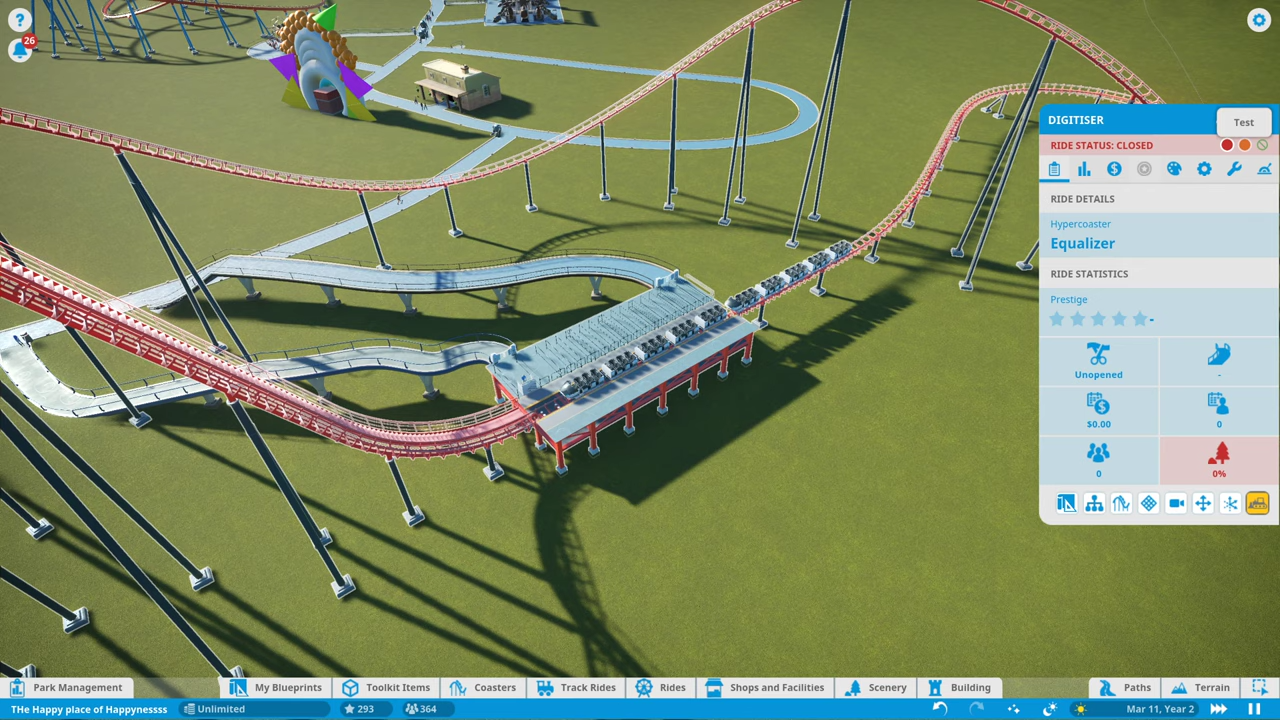 ?
26
DIGITISER
Test
RIDE STATUS: CLOSED
RIDE DETAILS
Hypercoaster
Equalizer
RIDE STATISTICS
Prestige
-
Unopened
-
$0.00
0
0
0%
Park Management
My Blueprints
Toolkit Items
Coasters
Track Rides
Rides
Shops and Facilities
Scenery
Building
Paths
Terrain
The Happy place of Happynessss
Unlimited
293
364
Mar 11, Year 2